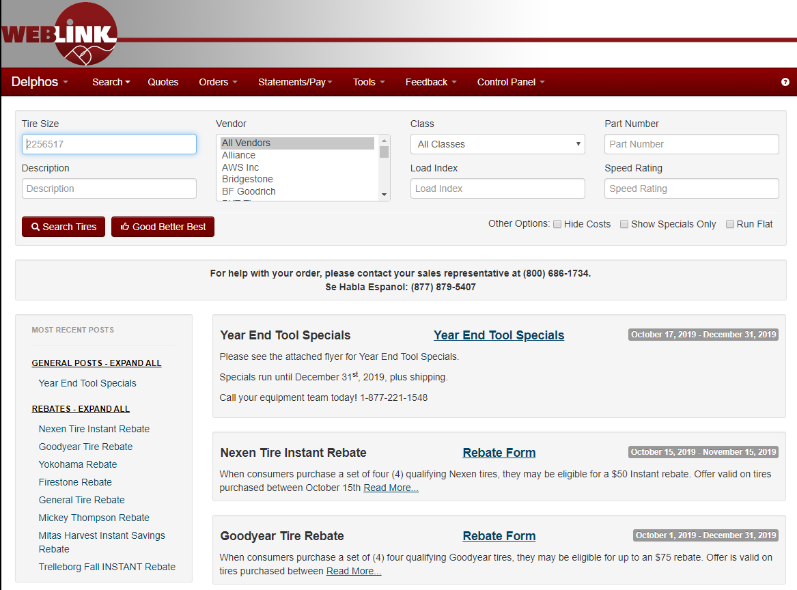 WEBLINK
Delphos Search Quotes Orders Statements/Pay Tools Feedback Control Panel ?
Tire Size Vendor Class Part Number
2256517 All Vendors All Classes Part Number
Alliance
AWS Inc
Description Load Index Speed Rating
Bridgestone
Description BF Goodrich Load Index Speed Rating
Search Tires Good Better Best Other Options: Hide Costs Show Specials Only Run Flat
For help with your order, please contact your sales representative at (800) 686-1734.
Se Habla Espanol: (877) 879-5407
MOST RECENT POSTS
GENERAL POSTS - EXPAND ALL
Year End Tool Specials
REBATES - EXPAND ALL
Nexen Tire Instant Rebate
Goodyear Tire Rebate
Yokohama Rebate
Firestone Rebate
General Tire Rebate
Mickey Thompson Rebate
Mitas Harvest Instant Savings
Rebate
Trelleborg Fall INSTANT Rebate
Year End Tool Specials Year End Tool Specials October 17, 2019 - December 31, 2019
Please see the attached flyer for Year End Tool Specials.
Specials run until December 31st, 2019, plus shipping.
Call your equipment team today! 1-877-221-1548
Nexen Tire Instant Rebate Rebate Form October 15, 2019 - November 15, 2019
When consumers purchase a set of four (4) qualifying Nexen tires, they may be eligible for a $50 Instant rebate. Offer valid on tires
purchased between October 15th Read More...
Goodyear Tire Rebate Rebate Form October 1, 2019 - December 31, 2019
When consumers purchase a set of (4) four qualifying Goodyear tires, they may be eligible for up to an $75 rebate. Offer is valid on
tires purchased between Read More...